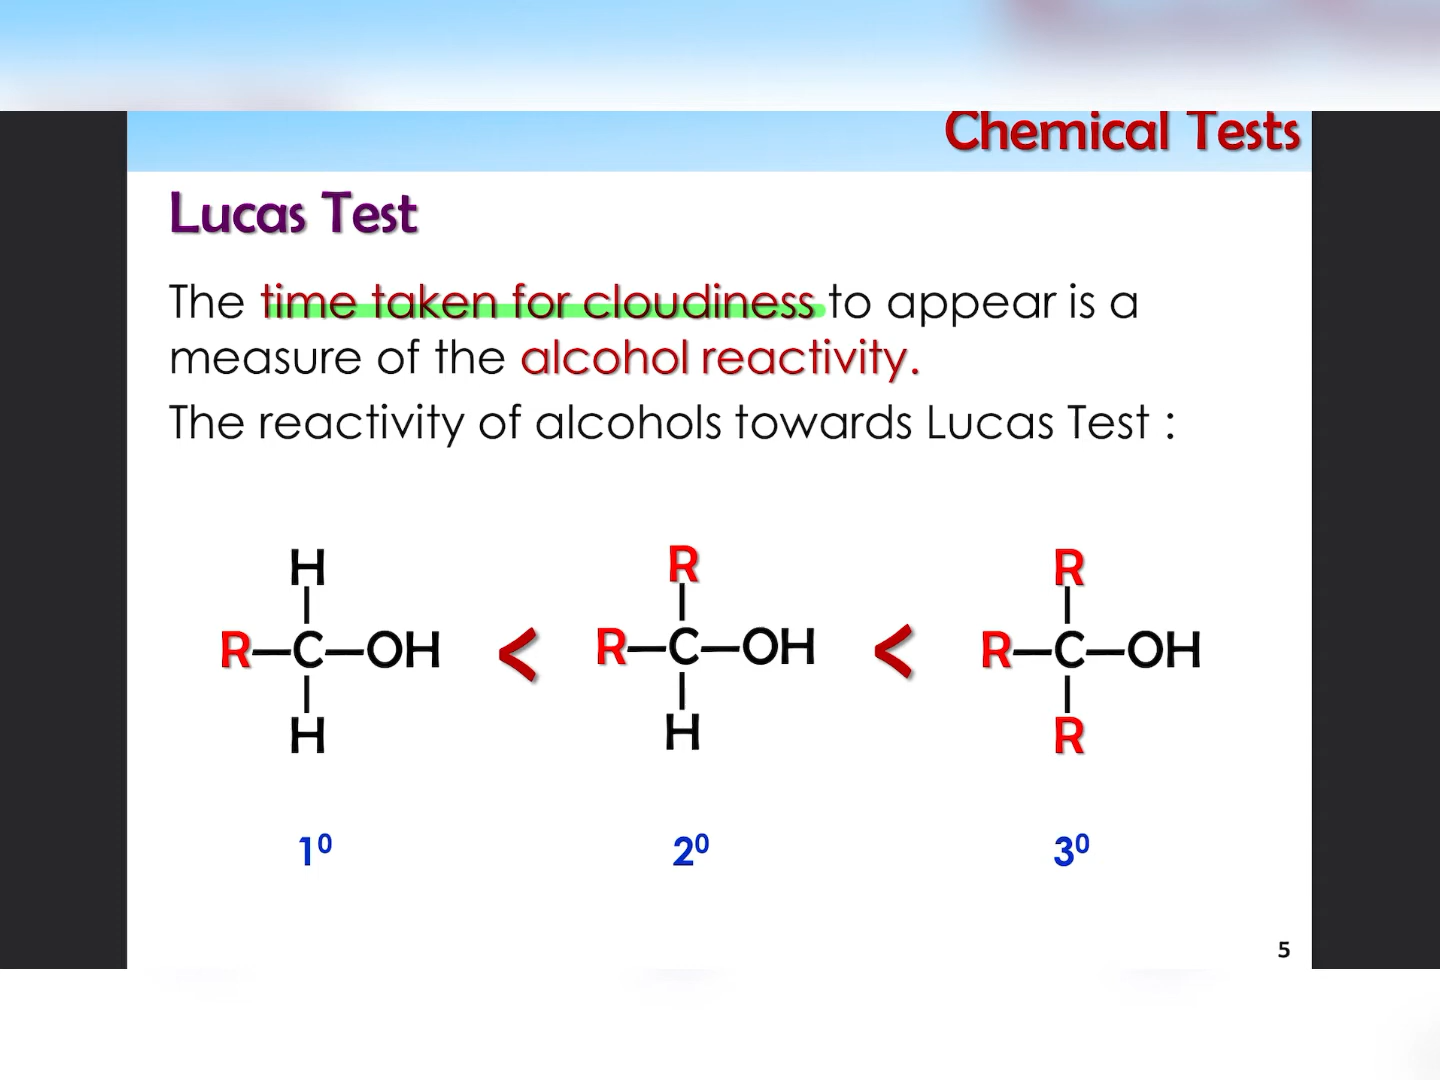 Chemical Tests
Lucas Test
The time taken for cloudiness to appear is a
measure of the alcohol reactivity.
The reactivity of alcohols towards Lucas Test :
H R R
R—C—OH < R—C—OH < R—C—OH
H H R
1⁰ 2⁰ 3⁰
5